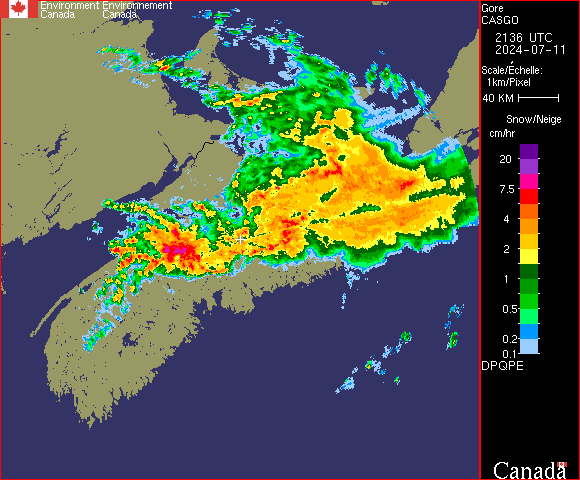 Environment Environnement
Canada Canada
Gore
CASGO
2136 UTC
2024-07-11
Scale/Échelle:
1km/Pixel
40 KM
Snow/Neige
cm/hr
20
7.5
4
2
1
0.5
0.2
0.1
DPQPE
Canada